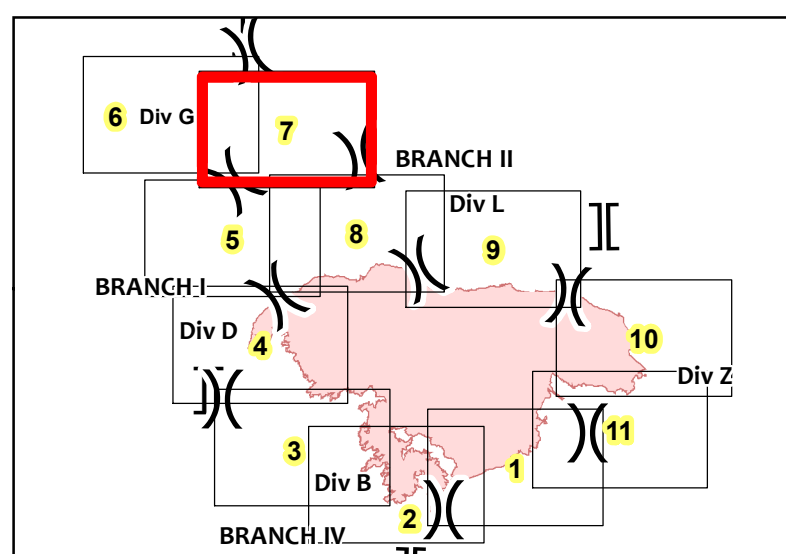 6
Div G
7
BRANCH II
Div L
5
8
9
BRANCH I
Div D
4
10
Div Z
3
11
1
Div B
2
BRANCH IV